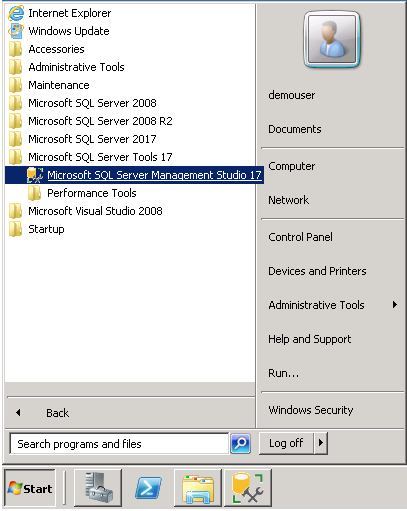 Internet Explorer
Windows Update
Accessories
Administrative Tools
Maintenance
Microsoft SQL Server 2008
Microsoft SQL Server 2008 R2
Microsoft SQL Server 2017
Microsoft SQL Server Tools 17
Microsoft SQL Server Management Studio 17
Performance Tools
Microsoft Visual Studio 2008
Startup
Back
Search programs and files
demouser
Documents
Computer
Network
Control Panel
Devices and Printers
Administrative Tools
Help and Support
Run...
Windows Security
Log off
Start